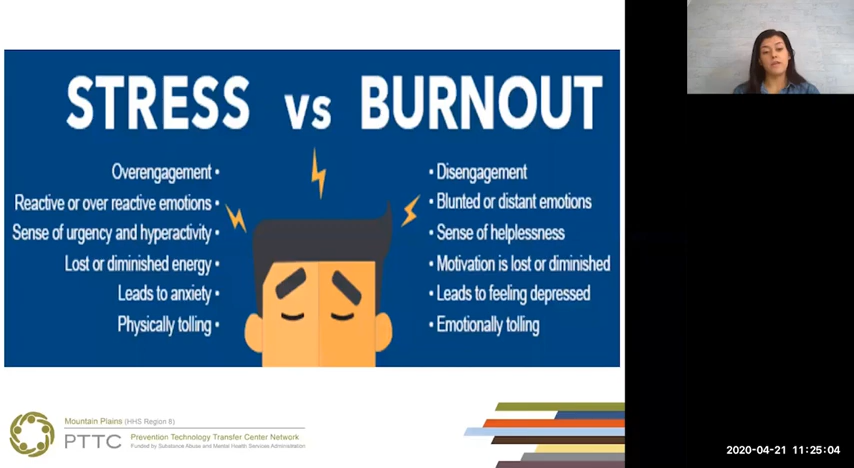 STRESS vs BURNOUT
Overengagement •
Reactive or over reactive emotions •
Sense of urgency and hyperactivity •
Lost or diminished energy •
Leads to anxiety •
Physically tolling •
• Disengagement
• Blunted or distant emotions
• Sense of helplessness
• Motivation is lost or diminished
• Leads to feeling depressed
• Emotionally tolling
Mountain Plains (HHS Region 8)
PTTC
Prevention Technology Transfer Center Network
Funded by Substance Abuse and Mental Health Services Administration
2020-04-21 11:25:04